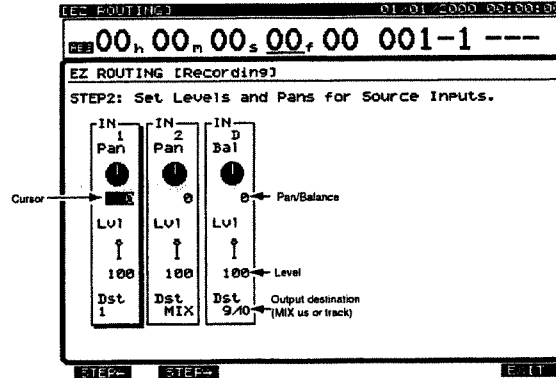 [EZ ROUTING] 01/01/2000 00:00:00
00h 00m 00s 00f 00 001-1 ---
EZ ROUTING [Recording]
STEP2: Set Levels and Pans for Source Inputs.
IN IN IN
1 2 D
Pan Pan Bal
Cursor 0 0 0 Pan/Balance
Lvl Lvl Lvl
100 100 100 Level
Dst Dst Dst Output destination
1 MIX 9/10 (MIX us or track)
STEP← STEP→ EXIT